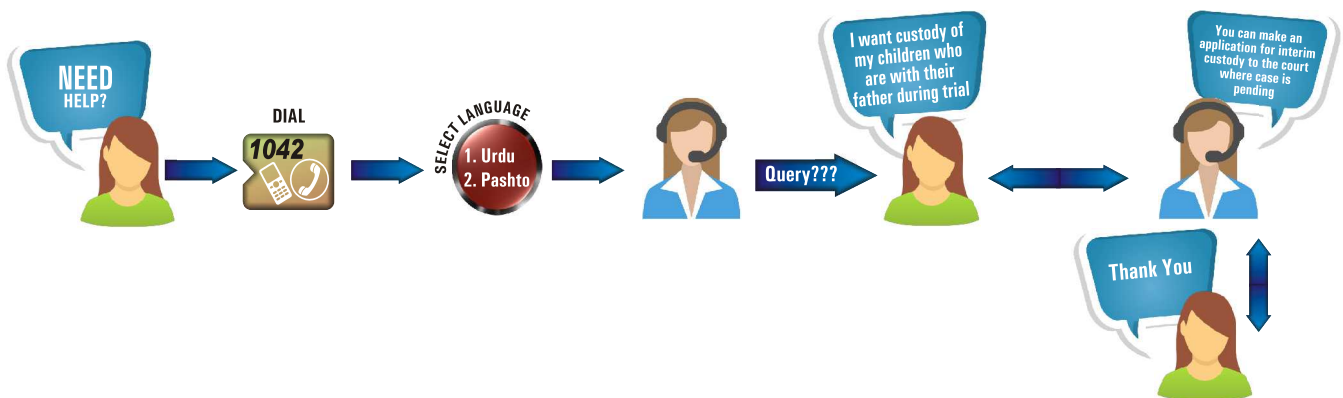 NEED
HELP?
DIAL
1042
SELECT LANGUAGE
1. Urdu
2. Pashto
Query???
I want custody of
my children who
are with their
father during trial
You can make an
application for interim
custody to the court
where case is
pending
Thank You